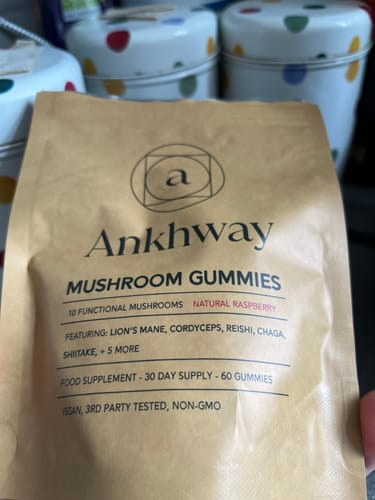 a
Ankhway
MUSHROOM GUMMIES
10 FUNCTIONAL MUSHROOMS NATURAL RASPBERRY
FEATURING: LION'S MANE, CORDYCEPS, REISHI, CHAGA,
SHIITAKE, + 5 MORE
FOOD SUPPLEMENT - 30 DAY SUPPLY - 60 GUMMIES
VEGAN, 3RD PARTY TESTED, NON-GMO